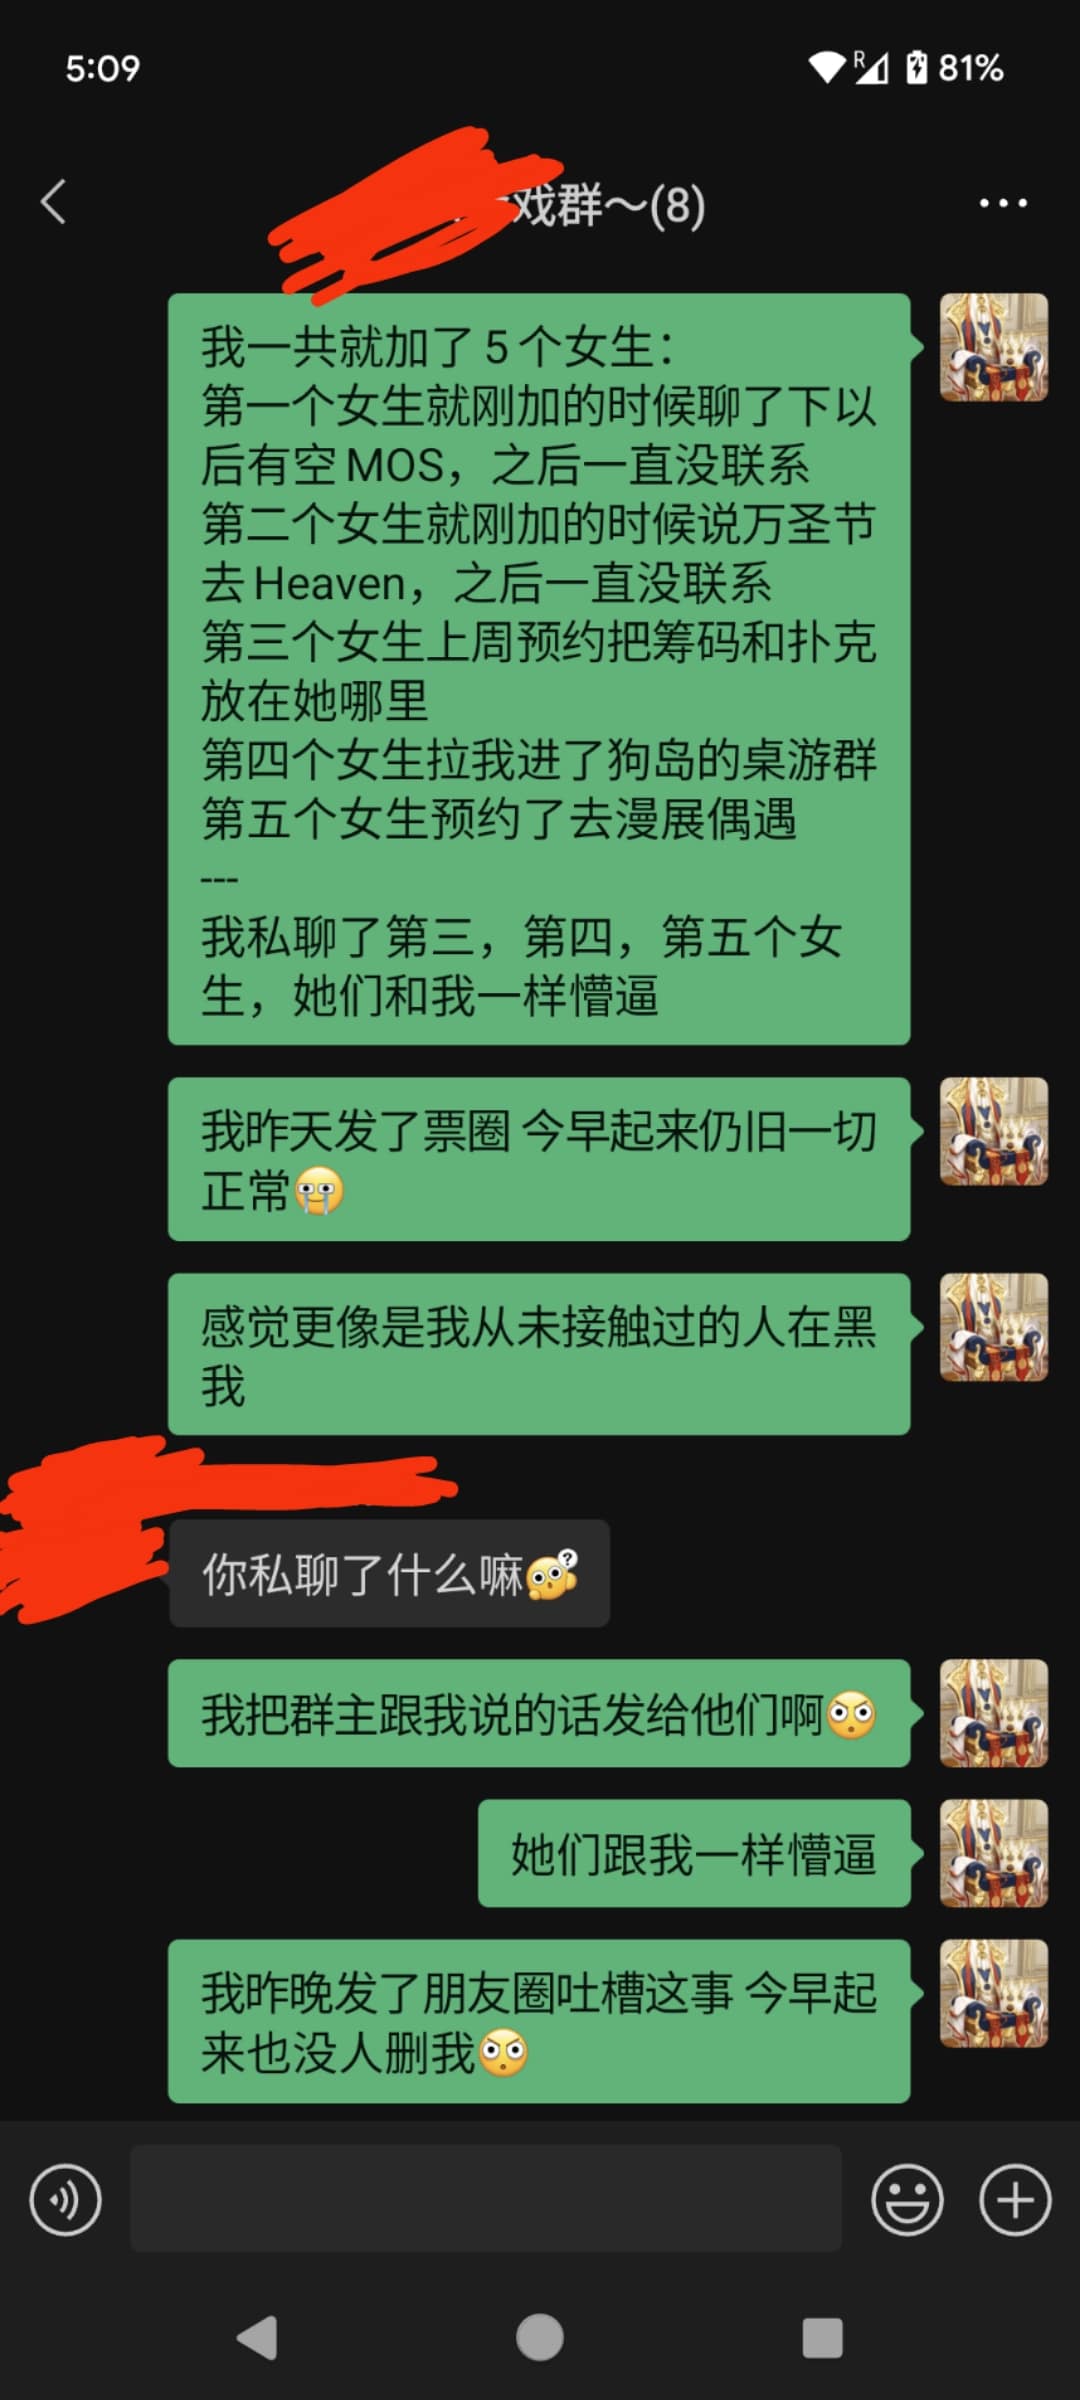 5:09
R
81%
戏群～(8)
我一共就加了5个女生：
第一个女生就刚加的时候聊了下以
后有空MOS，之后一直没联系
第二个女生就刚加的时候说万圣节
去Heaven，之后一直没联系
第三个女生上周预约把筹码和扑克
放在她哪里
第四个女生拉我进了狗岛的桌游群
第五个女生预约了去漫展偶遇
---
我私聊了第三，第四，第五个女
生，她们和我一样懵逼
我昨天发了票圈 今早起来仍旧一切
正常😭
感觉更像是我从未接触过的人在黑
我
你私聊了什么嘛
我把群主跟我说的话发给他们啊
她们跟我一样懵逼
我昨晚发了朋友圈吐槽这事 今早起
来也没人删我